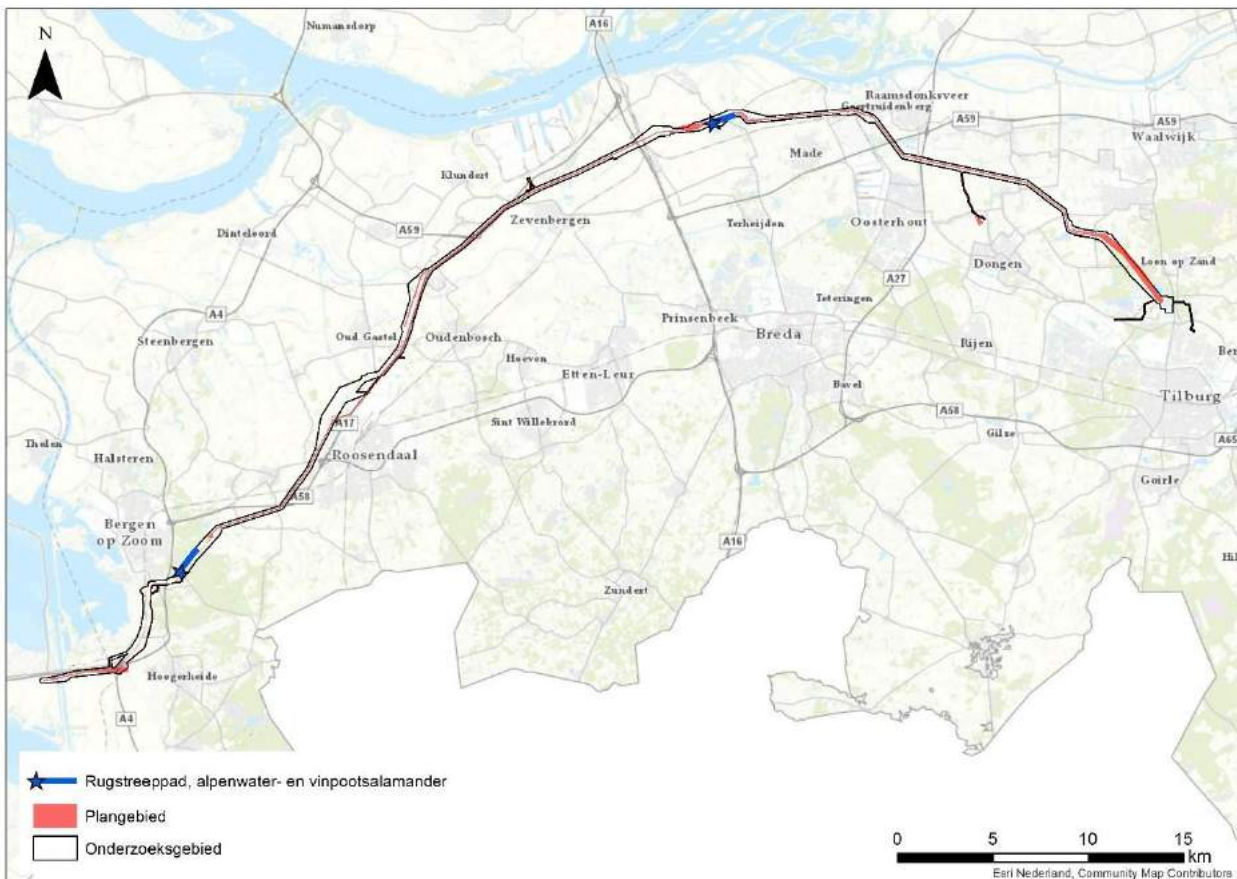 Numansdorp
A16
N
Raamsdonksveer
Geertruidenberg
A59
A59
Waalwijk
Made
Klundert
Zevenbergen
Terheijden
Oosterhout
Dinteloord
A59
Dongen
Loon op Zand
A27
Teteringen
A4
Prinsenbeek
Steenbergen
Oud Gastel
Oudenbosch
Breda
Rijen
Hoeven
Etten-Leur
Bavel
Tilburg
A17
Sint Willebrord
A58
Gilze
A65
Tholen
Halsteren
Roosendaal
Goirle
A58
Bergen
op Zoom
A16
Zundert
Hoogerheide
A4
Rugstreeppad, alpenwater- en vinpootsalamander
Plangebied
Onderzoeksgebied
0 5 10 15
km
Esri Nederland, Community Map Contributors